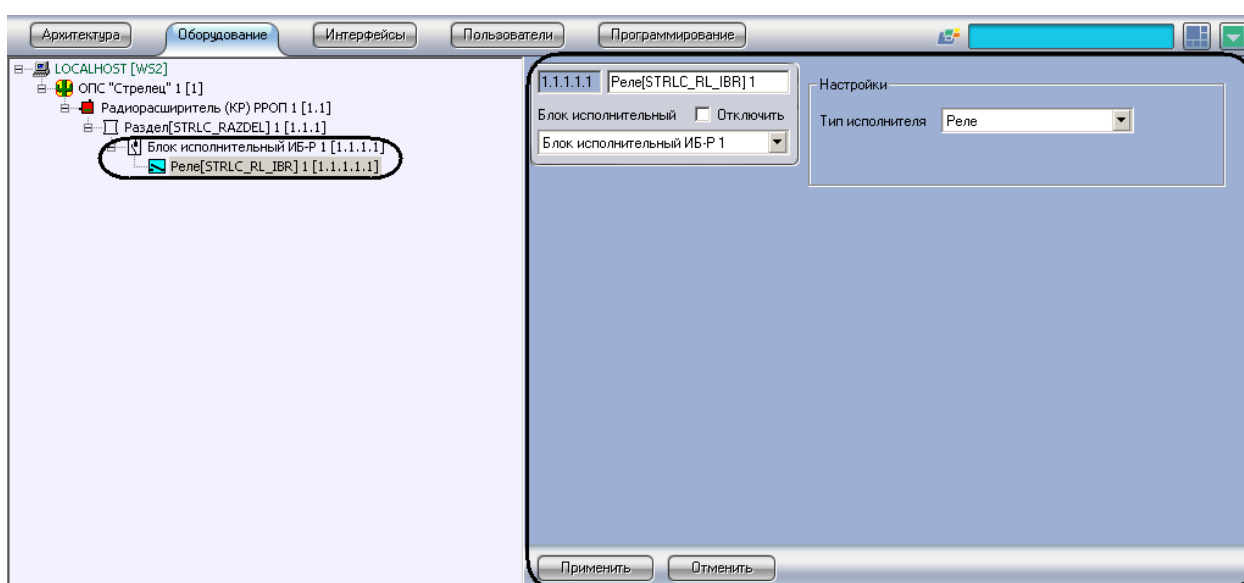 Архитектура Оборудование Интерфейсы Пользователи Программирование
LOCALHOST [WS2]
ОПС "Стрелец" 1 [1]
Радиорасширитель (КР) РРОП 1 [1.1]
Раздел[STRLC_RAZDEL] 1 [1.1.1]
Блок исполнительный ИБ-Р 1 [1.1.1.1]
Реле[STRLC_RL_IBR] 1 [1.1.1.1.1]
1.1.1.1.1 Реле[STRLC_RL_IBR] 1
Блок исполнительный Отключить
Блок исполнительный ИБ-Р 1
Настройки
Тип исполнителя Реле
Применить Отменить